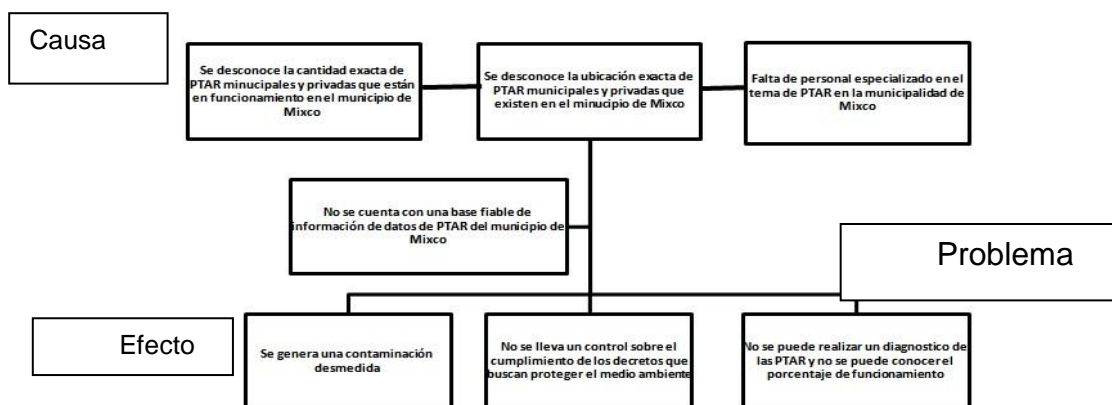 Causa
Se desconoce la cantidad exacta de
PTAR minucipales y privadas que están
en funcionamiento en el municipio de
Mixco
Se desconoce la ubicación exacta de
PTAR municipales y privadas que
existen en el minucipio de Mixco
Falta de personal especializado en el
tema de PTAR en la municipalidad de
Mixco
No se cuenta con una base fiable de
información de datos de PTAR del municipio de
Mixco
Problema
Efecto
Se genera una contaminación
desmedida
No se lleva un control sobre el
cumplimiento de los decretos que
buscan proteger el medio ambiente
No se puede realizar un diagnostico de
las PTAR y no se puede conocer el
porcentaje de funcionamiento